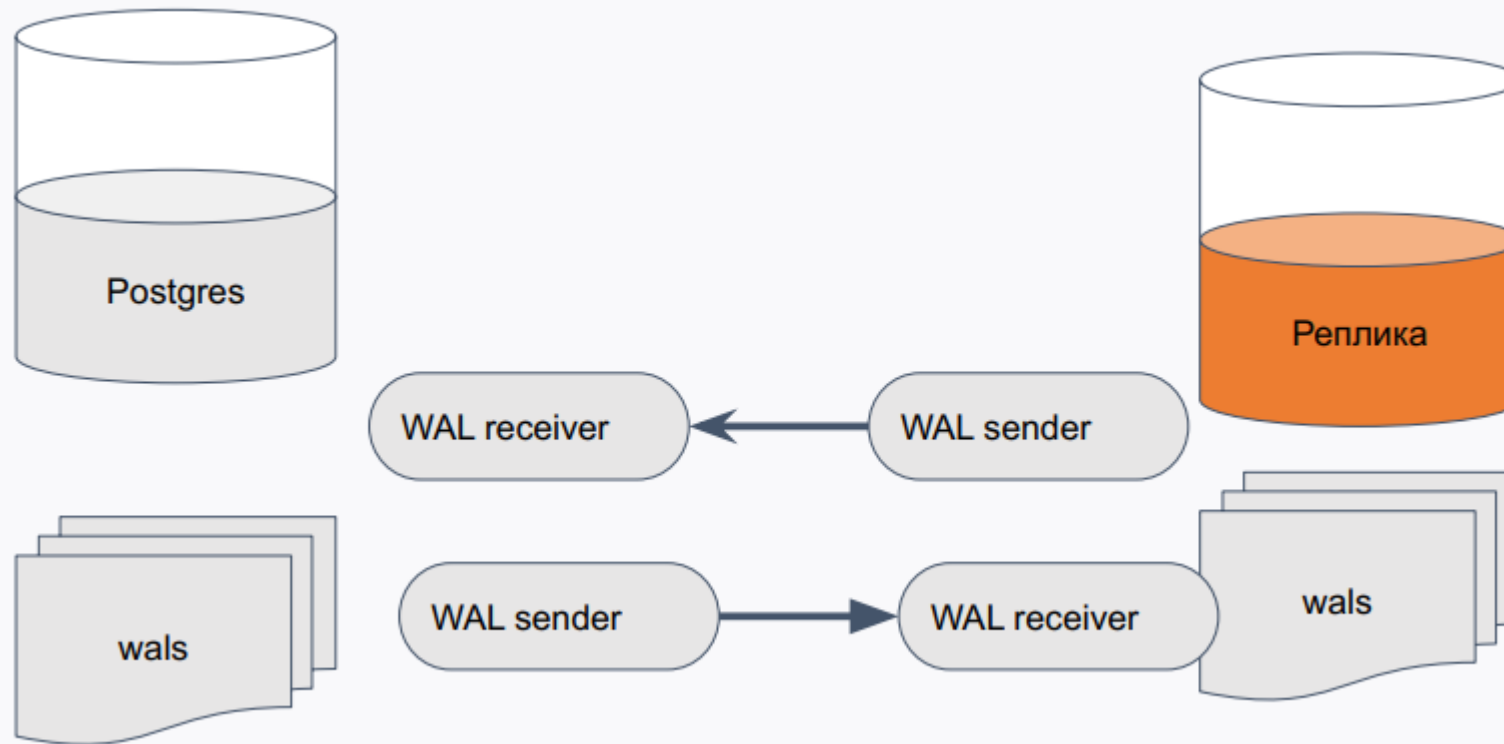 Postgres
Реплика
WAL receiver
WAL sender
WAL sender
WAL receiver
wals
wals